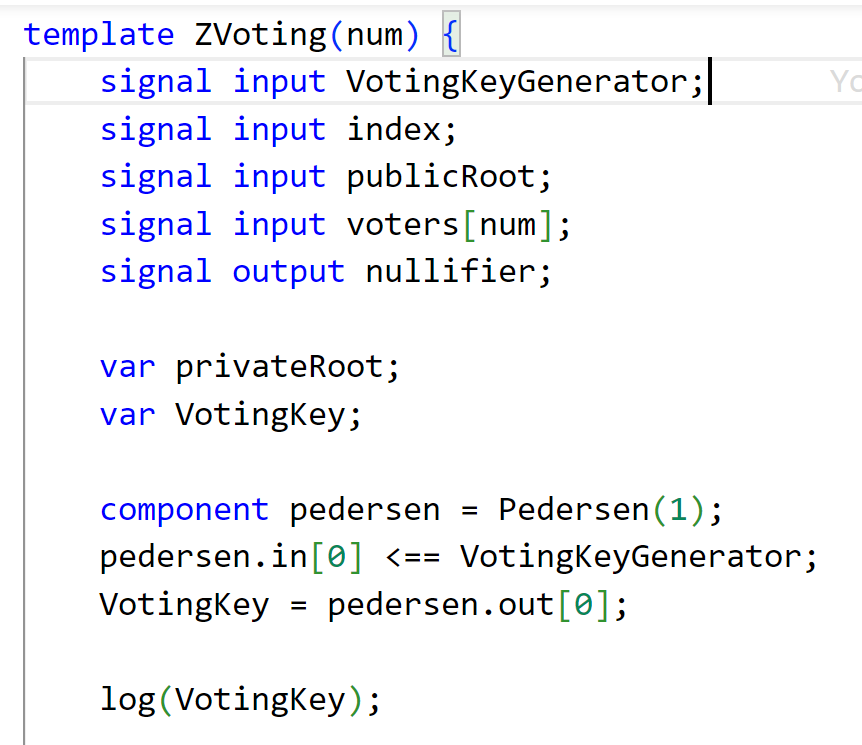 template ZVoting(num) {
    signal input VotingKeyGenerator;
    signal input index;
    signal input publicRoot;
    signal input voters[num];
    signal output nullifier;

    var privateRoot;
    var VotingKey;

    component pedersen = Pedersen(1);
    pedersen.in[0] <== VotingKeyGenerator;
    VotingKey = pedersen.out[0];

    log(VotingKey);